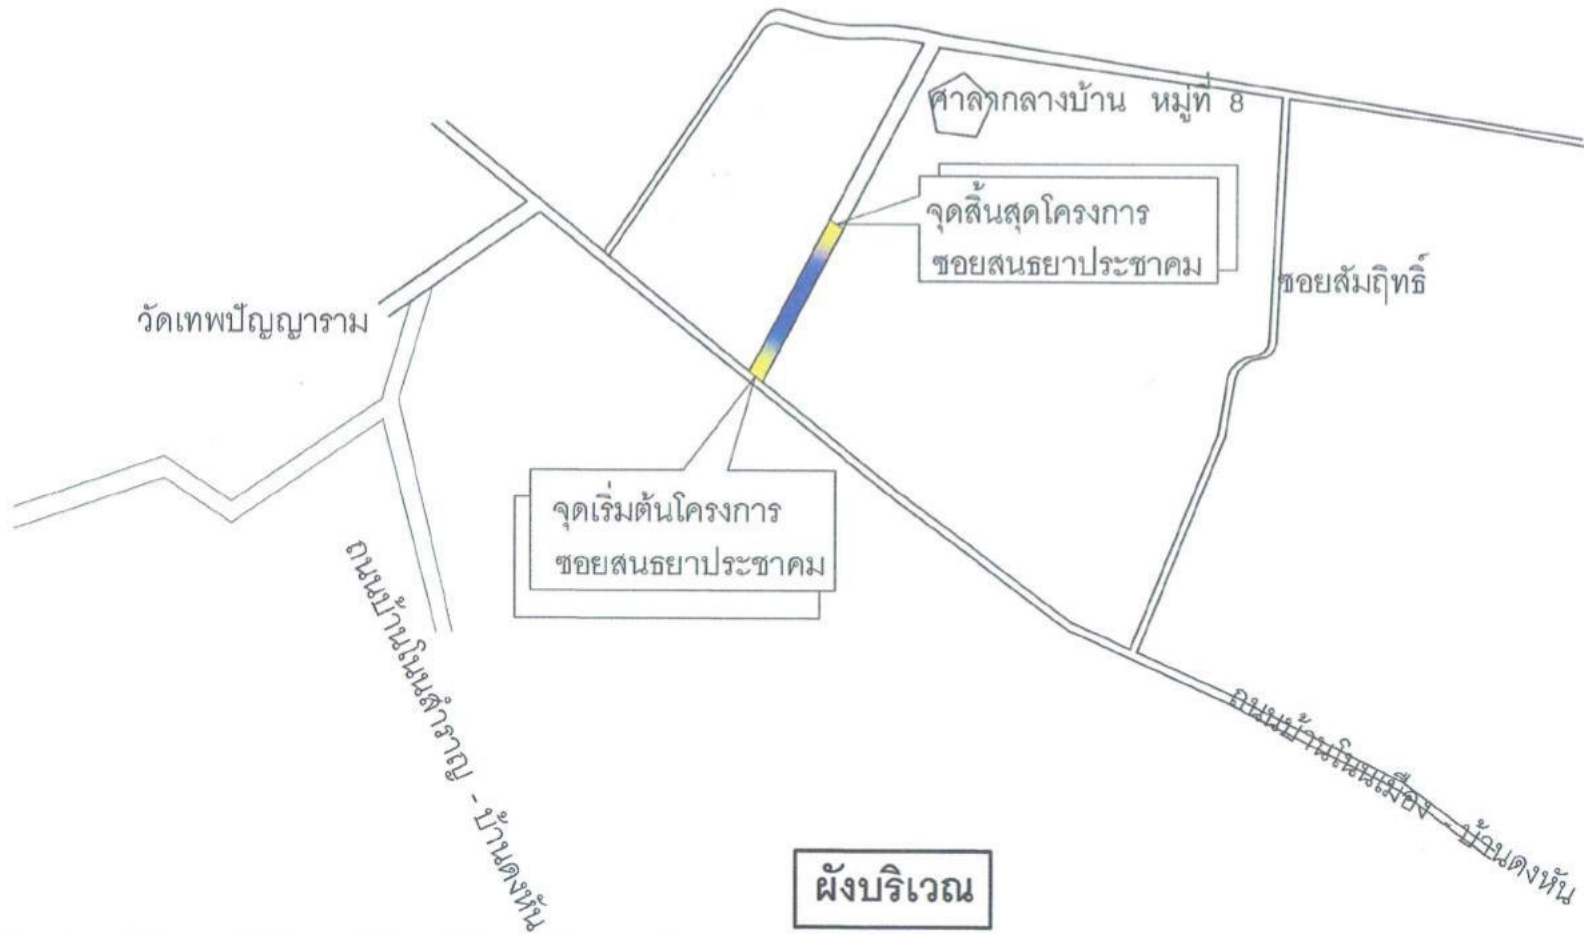 ศาลากลางบ้าน หมู่ที่ 8
จุดสิ้นสุดโครงการ
ซอยสนธยาประชาคม
ซอยสัมฤิทธิ์
วัดเทพปัญญาราม
จุดเริ่มต้นโครงการ
ซอยสนธยาประชาคม
ถนนบ้านโนนสำราญ - บ้านดงหัน
ถนนบ้านโนนเมือง - บ้านดงหัน
ผังบริเวณ